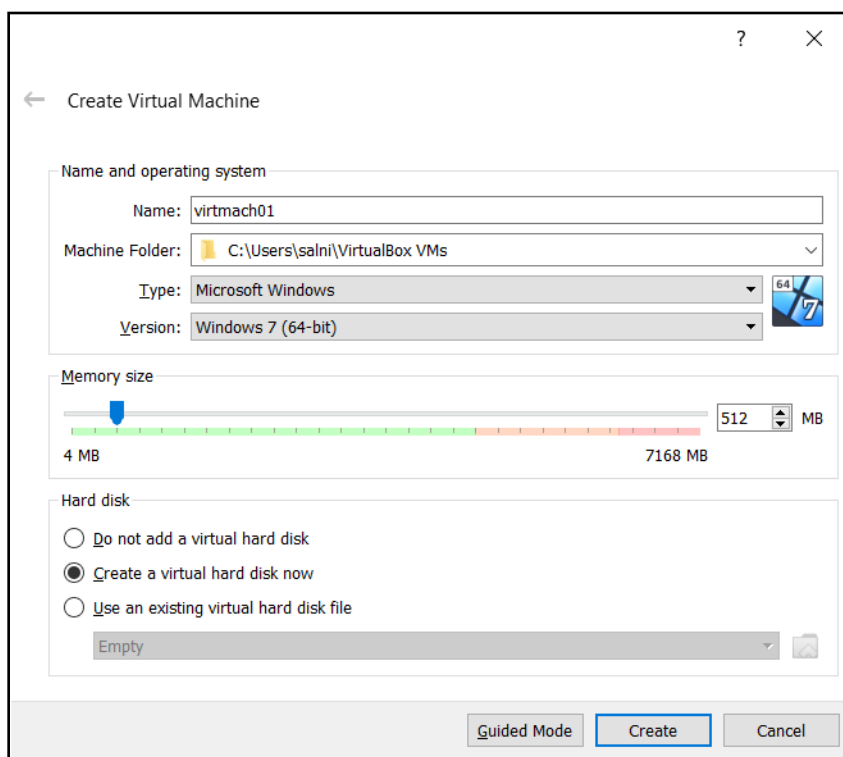 ?
Create Virtual Machine
Name and operating system
Name: virtmach01
Machine Folder: C:\Users\salni\VirtualBox VMs
Type: Microsoft Windows
64
7
Version: Windows 7 (64-bit)
Memory size
512 MB
4 MB 7168 MB
Hard disk
Do not add a virtual hard disk
Create a virtual hard disk now
Use an existing virtual hard disk file
Empty
Guided Mode Create Cancel